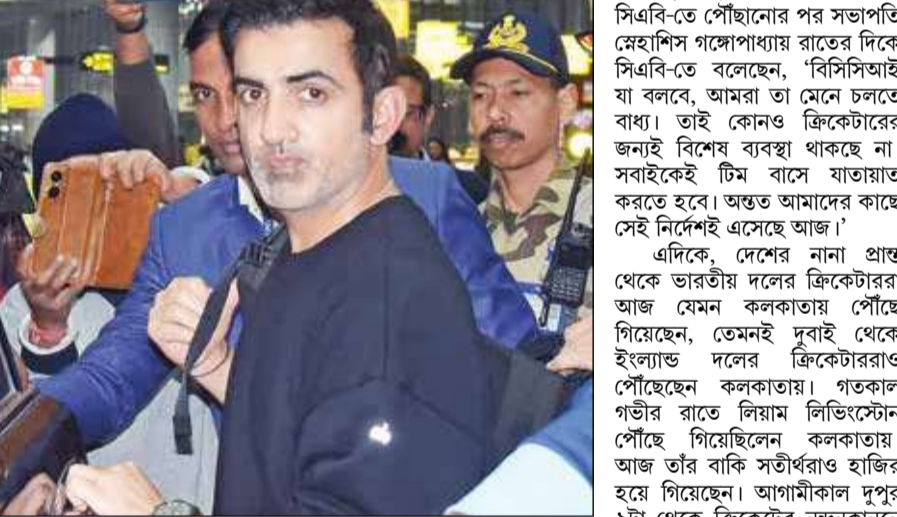 সিএবি-তে পৌঁছানোর পর সভাপতি
স্নেহাশিস গঙ্গোপাধ্যায় রাতের দিকে
সিএবি-তে বলেছেন, ‘বিসিসিআই
যা বলবে, আমরা তা মেনে চলতে
বাধ্য। তাই কোনও ক্রিকেটারের
জন্যই বিশেষ ব্যবস্থা থাকছে না
সবাইকেই টিম বাসে যাতায়াত
করতে হবে। অন্তত আমাদের কাছে
সেই নির্দেশই এসেছে আজ।’
এদিকে, দেশের নানা প্রান্ত
থেকে ভারতীয় দলের ক্রিকেটাররা
আজ যেমন কলকাতায় পৌঁছে
গিয়েছেন, তেমনই দুবাই থেকে
ইংল্যান্ড দলের ক্রিকেটাররাও
পৌঁছেছেন কলকাতায়। গতকাল
গভীর রাতে লিয়াম লিভিংস্টোন
পৌঁছে গিয়েছিলেন কলকাতায়
আজ তাঁর বাকি সতীর্থরাও হাজির
হয়ে গিয়েছেন। আগামীকাল দুপুর